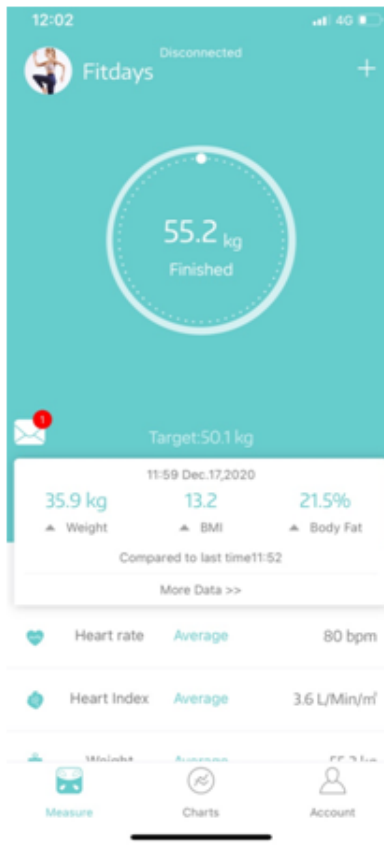 12:02
4G
Disconnected
Fitdays
+
55.2 kg
Finished
1
Target:50.1 kg
11:59 Dec.17,2020
35.9 kg 13.2 21.5%
Weight BMI Body Fat
Compared to last time11:52
More Data >>
Heart rate Average 80 bpm
Heart Index Average 3.6 L/Min/㎡
Weight Average
Measure Charts Account